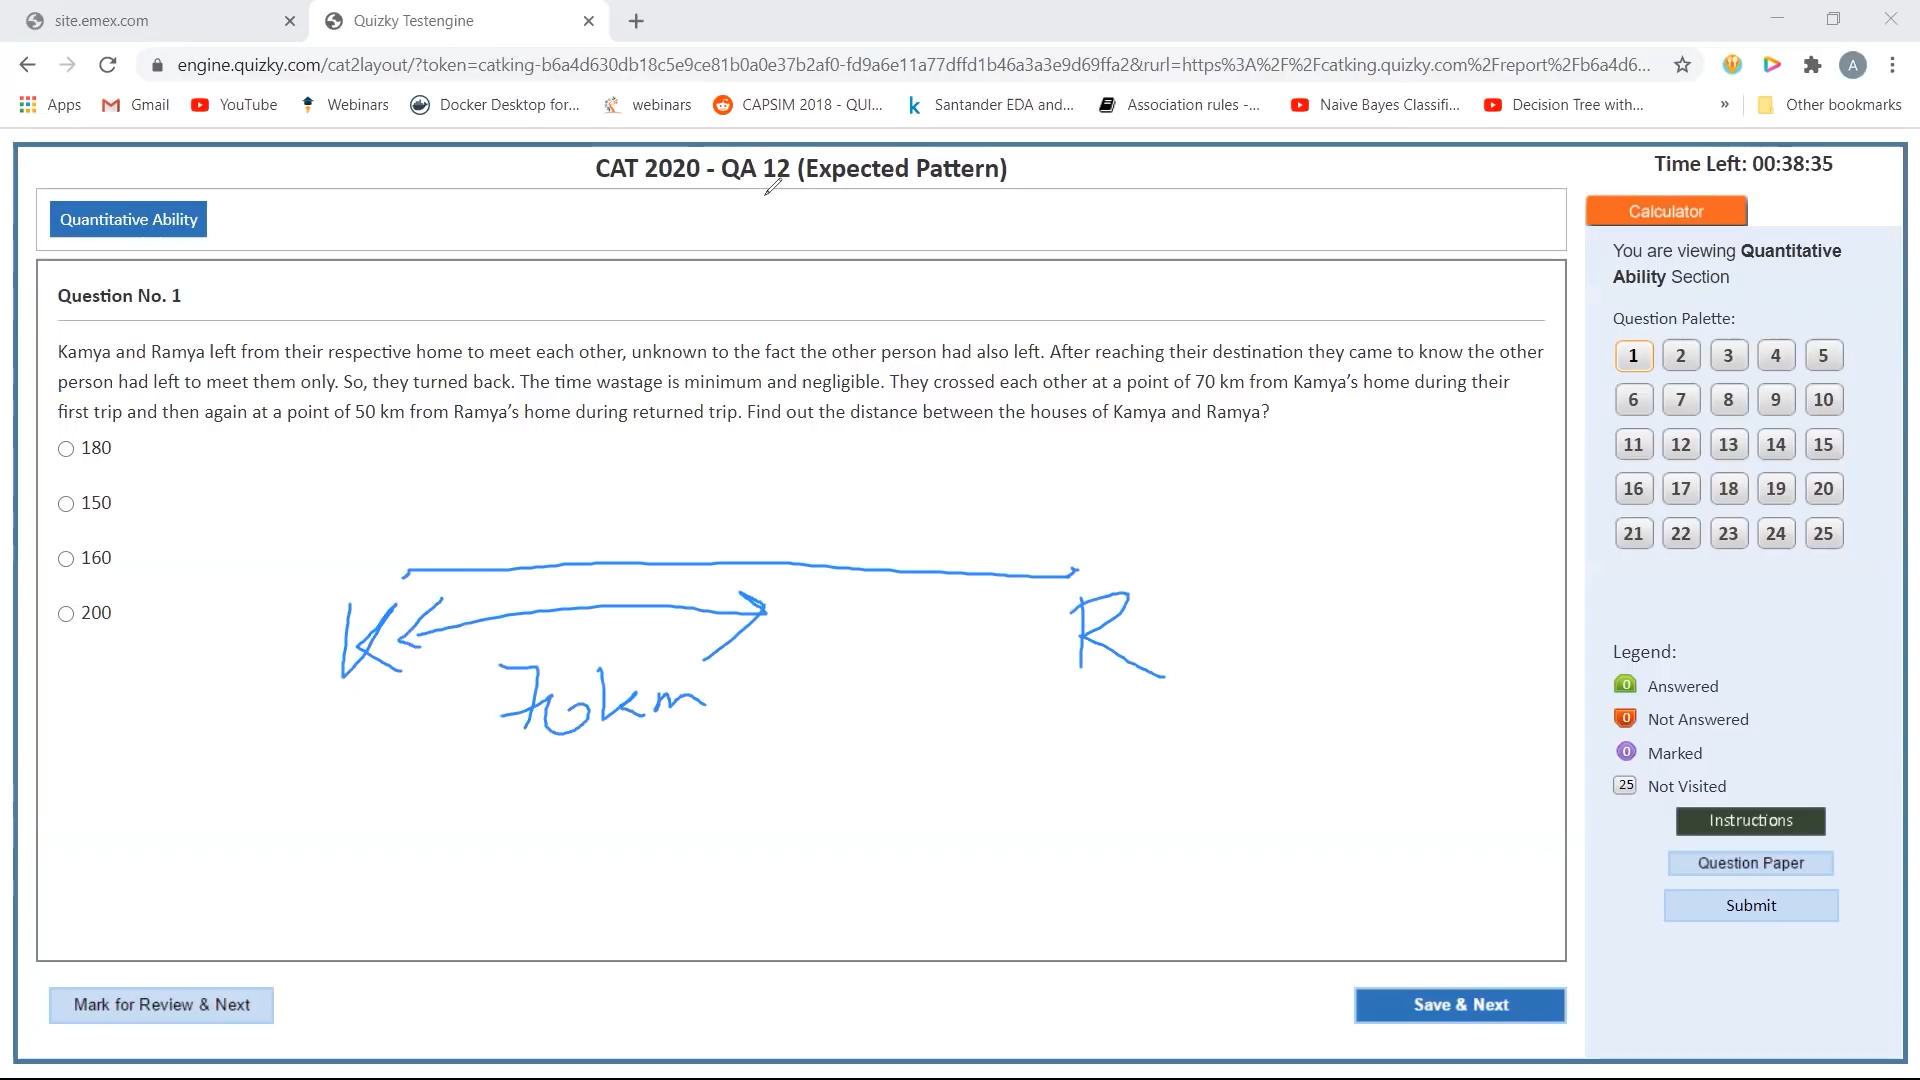 site.emex.com
Quizky Testengine
engine.quizky.com/cat2layout/?token=catking-b6a4d630db18c5e9ce81b0a0e37b2af0-fd9a6e11a77dffd1b46a3a3e9d69ffa2&rurl=https%3A%2F%2Fcatking.quizky.com%2Freport%2Fb6a4d6...
A
Apps Gmail YouTube Webinars Docker Desktop for... webinars CAPSIM 2018 - QUI... k Santander EDA and... Association rules -... Naive Bayes Classifi... Decision Tree with... » Other bookmarks
CAT 2020 - QA 12 (Expected Pattern)
Time Left: 00:38:35
Quantitative Ability
Calculator
You are viewing Quantitative
Ability Section
Question No. 1
Question Palette:
Kamya and Ramya left from their respective home to meet each other, unknown to the fact the other person had also left. After reaching their destination they came to know the other
person had left to meet them only. So, they turned back. The time wastage is minimum and negligible. They crossed each other at a point of 70 km from Kamya's home during their
first trip and then again at a point of 50 km from Ramya's home during returned trip. Find out the distance between the houses of Kamya and Ramya?
180
150
160
200
K R
70km
1 2 3 4 5
6 7 8 9 10
11 12 13 14 15
16 17 18 19 20
21 22 23 24 25
Legend:
0 Answered
0 Not Answered
0 Marked
25 Not Visited
Instructions
Question Paper
Submit
Mark for Review & Next
Save & Next